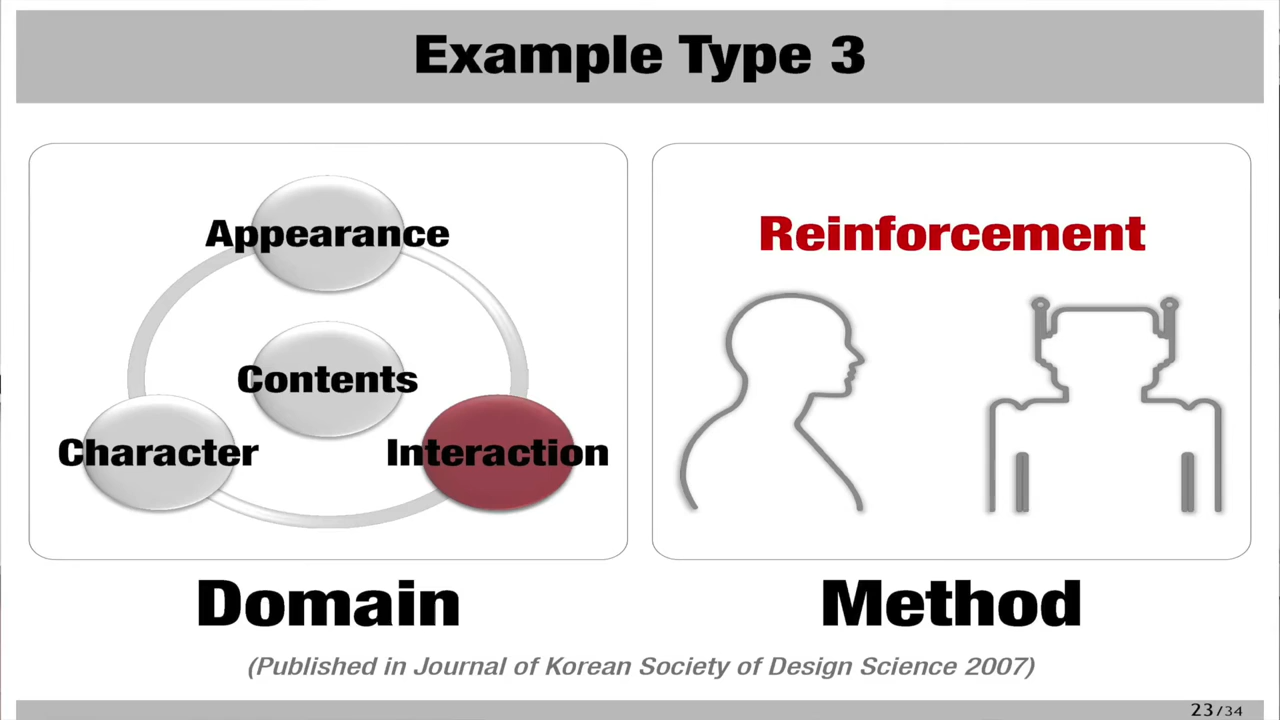 Example Type 3
Appearance
Contents
Character
Interaction
Domain
Reinforcement
Method
(Published in Journal of Korean Society of Design Science 2007)
23/34